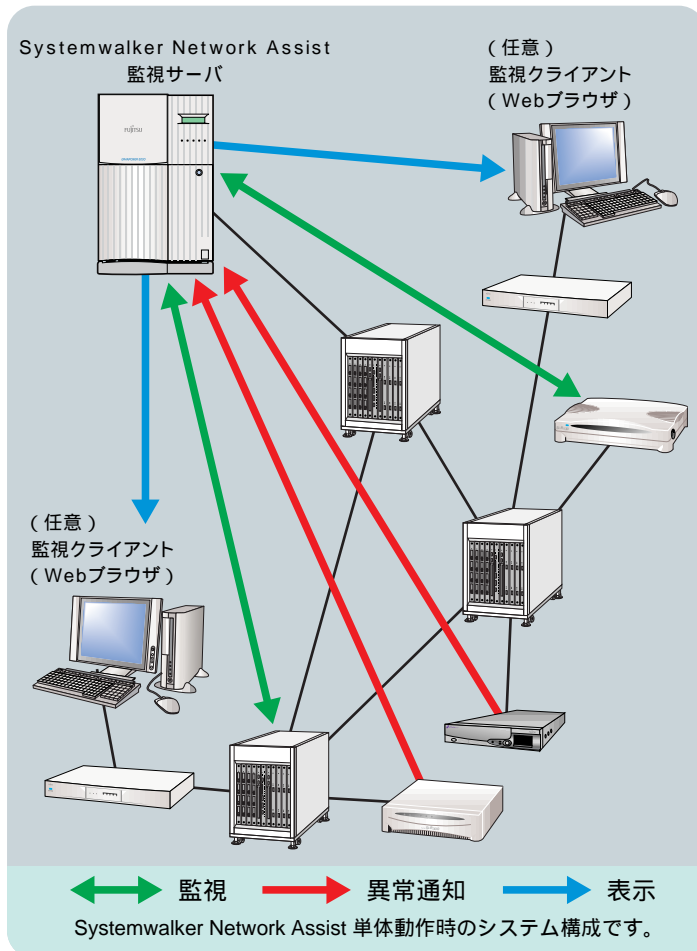 Systemwalker Network Assist
監視サーバ
（任意）
監視クライアント
（Webブラウザ）
FUJITSU
（任意）
監視クライアント
（Webブラウザ）
監視
異常通知
表示
Systemwalker Network Assist 単体動作時のシステム構成です。